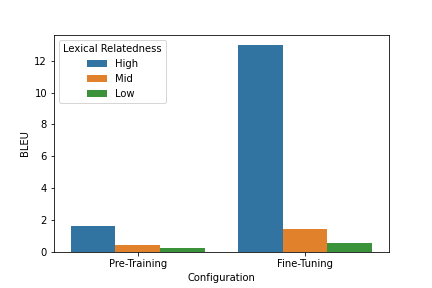 Lexical Relatedness
High
Mid
Low
12
10
8
6
4
2
0
BLEU
Pre-Training
Fine-Tuning
Configuration